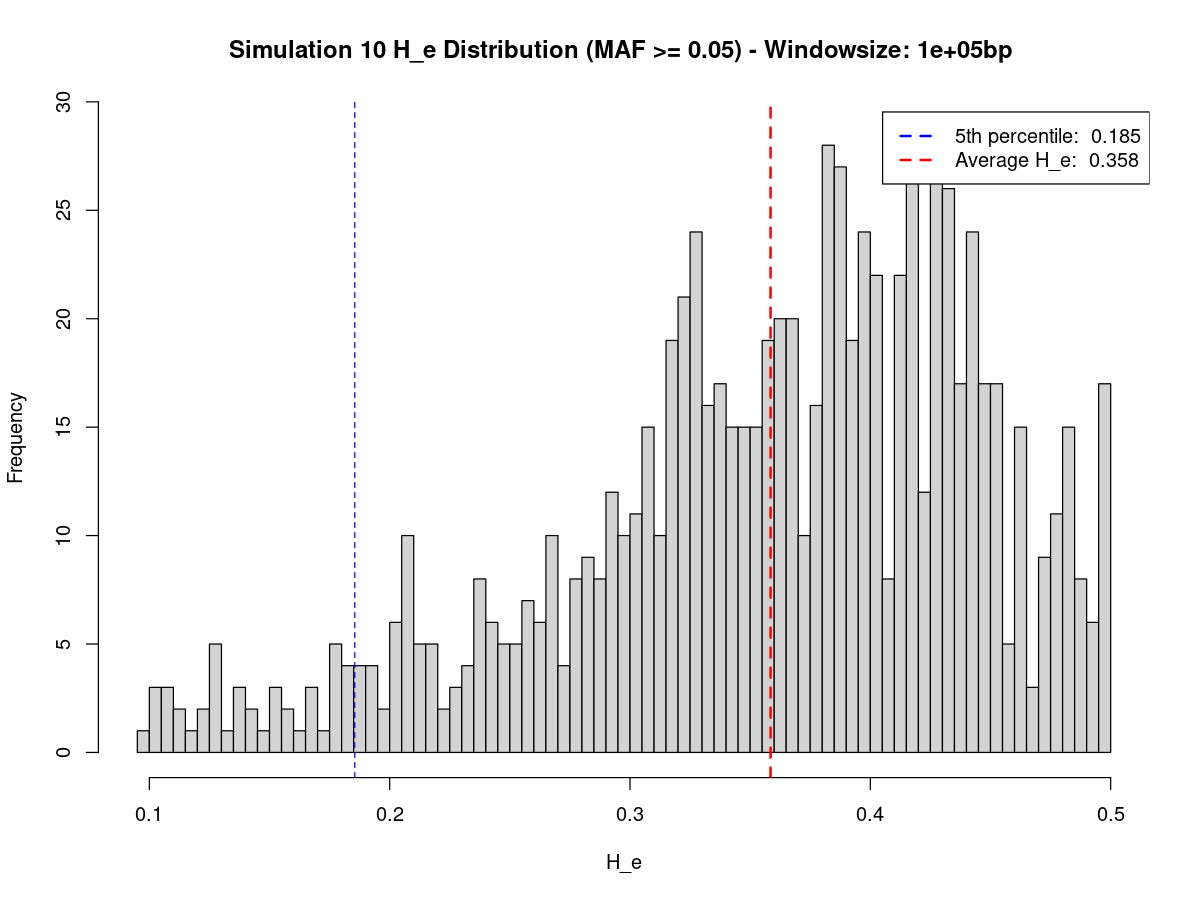 Simulation 10 H_e Distribution (MAF >= 0.05) - Windowsize: 1e+05bp
5th percentile:  0.185
Average H_e:  0.358
Frequency
30
25
20
15
10
5
0
0.1
0.2
0.3
0.4
0.5
H_e